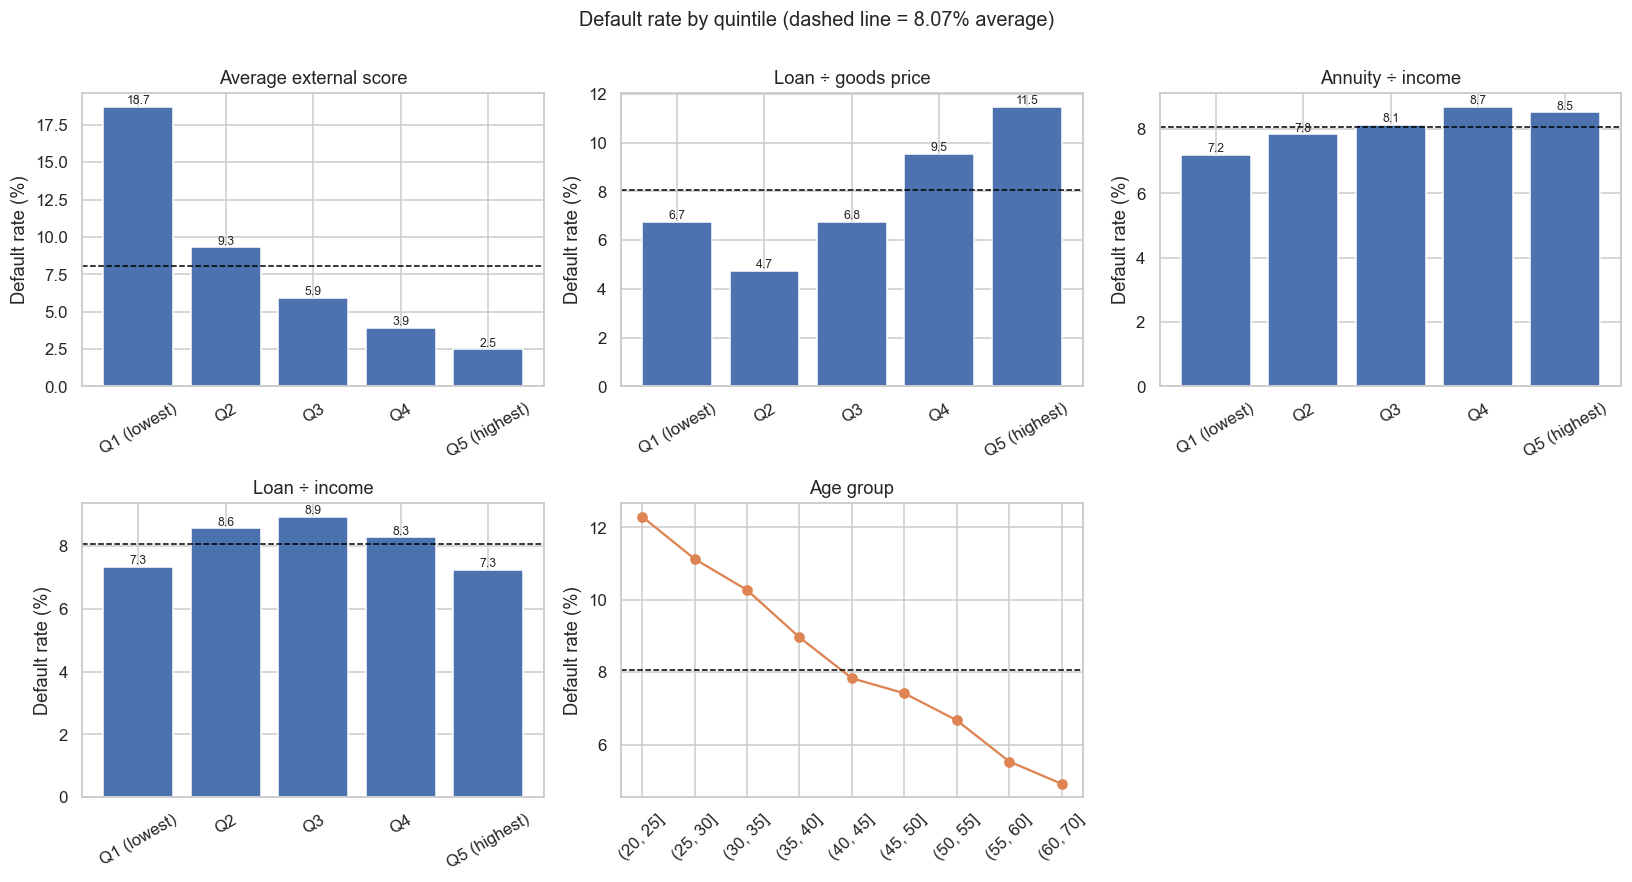 Default rate by quintile (dashed line = 8.07% average)
Average external score
Default rate (%)
17.5
15.0
12.5
10.0
7.5
5.0
2.5
0.0
18.7
9.3
5.9
3.9
2.5
Q1 (lowest)
Q2
Q3
Q4
Q5 (highest)
Loan ÷ goods price
Default rate (%)
12
10
8
6
4
2
0
6.7
4.7
6.8
9.5
11.5
Q1 (lowest)
Q2
Q3
Q4
Q5 (highest)
Annuity ÷ income
Default rate (%)
8
6
4
2
0
7.2
7.8
8.1
8.7
8.5
Q1 (lowest)
Q2
Q3
Q4
Q5 (highest)
Loan ÷ income
Default rate (%)
8
6
4
2
0
7.3
8.6
8.9
8.3
7.3
Q1 (lowest)
Q2
Q3
Q4
Q5 (highest)
Age group
Default rate (%)
12
10
8
6
(20, 25]
(25, 30]
(30, 35]
(35, 40]
(40, 45]
(45, 50]
(50, 55]
(55, 60]
(60, 70]